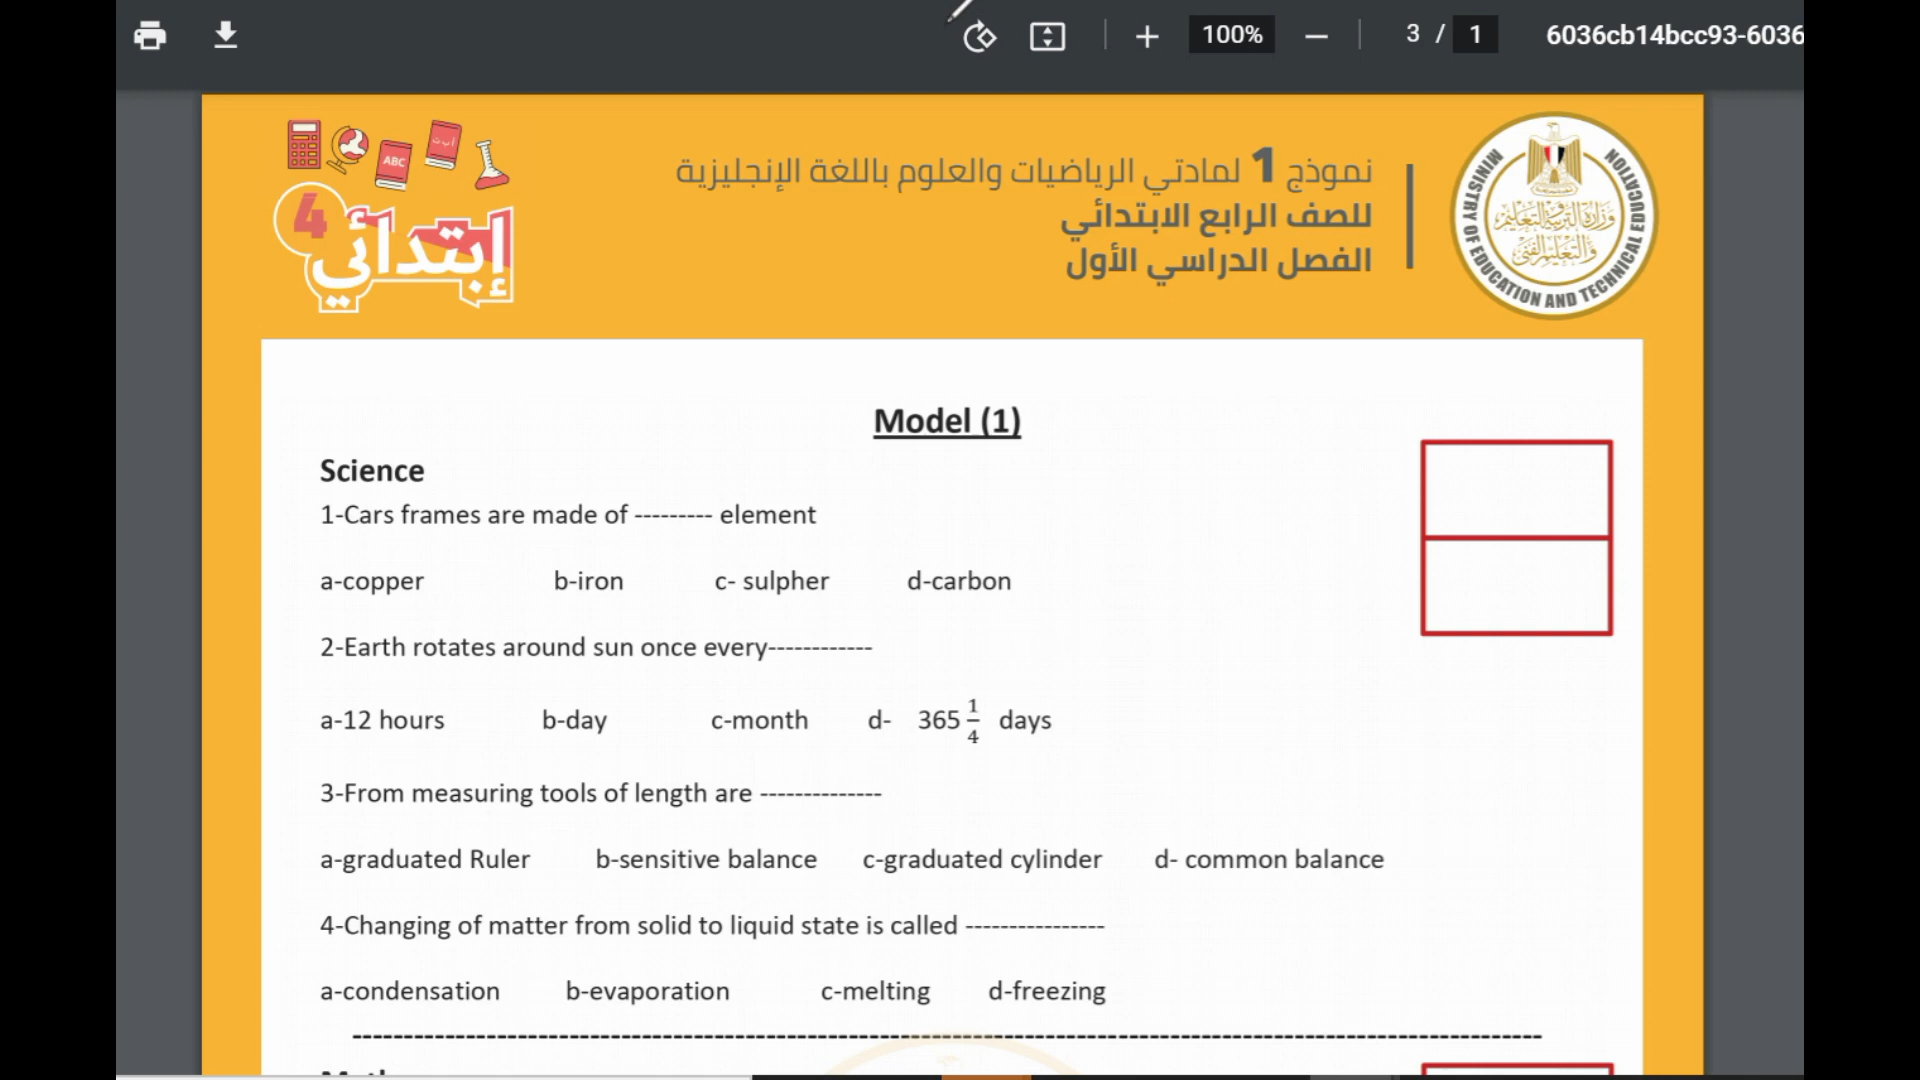 100%
3 / 1
6036cb14bcc93-6036
ABC
أ ب ت
4
إبتدائي
نموذج 1 لمادتي الرياضيات والعلوم باللغة الإنجليزية
للصف الرابع الابتدائي
الفصل الدراسي الأول
MINISTRY OF EDUCATION AND TECHNICAL EDUCATION
وزارة التربية والتعليم
والتعليم الفني
Model (1)
Science
1-Cars frames are made of --------- element
a-copper b-iron c- sulpher d-carbon
2-Earth rotates around sun once every------------
a-12 hours b-day c-month d- 365 1/4 days
3-From measuring tools of length are --------------
a-graduated Ruler b-sensitive balance c-graduated cylinder d- common balance
4-Changing of matter from solid to liquid state is called ----------------
a-condensation b-evaporation c-melting d-freezing